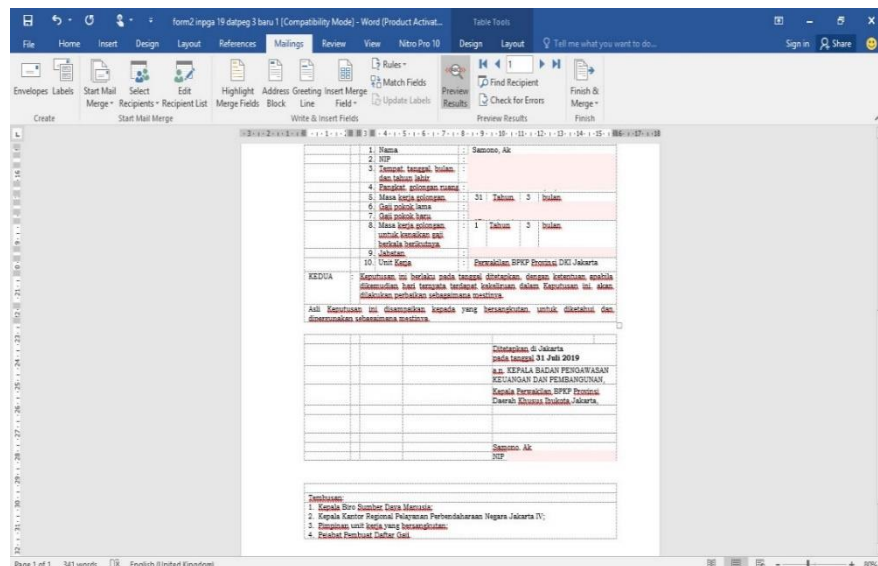 form2 inpga 19 datpeg 3 baru 1 [Compatibility Mode] - Word (Product Activat...
Table Tools
File Home Insert Design Layout References Mailings Review View Nitro Pro 10 Design Layout Tell me what you want to do... Sign in Share
Envelopes Labels
Start Mail Merge Select Recipients Edit Recipient List
Highlight Merge Fields Address Block Greeting Line Insert Merge Field
Rules
Match Fields
Update Labels
Preview Results
1
Find Recipient
Check for Errors
Finish & Merge
Create Start Mail Merge Write & Insert Fields Preview Results Finish
1. Nama : Samono, Ak
2. NIP :
3. Tempat, tanggal, bulan, dan tahun lahir :
4. Pangkat, golongan ruang :
5. Masa kerja golongan : 31 Tahun 3 bulan
6. Gaji pokok lama :
7. Gaji pokok baru :
8. Masa kerja golongan untuk kenaikan gaji berkala berikutnya : 1 Tahun 3 bulan
9. Jabatan :
10. Unit Kerja : Perwakilan BPKP Provinsi DKI Jakarta
KEDUA : Keputusan ini berlaku pada tanggal ditetapkan, dengan ketentuan apabila
dikemudian hari ternyata terdapat kekeliruan dalam Keputusan ini, akan
dilakukan perbaikan sebagaimana mestinya.
Asli Keputusan ini disampaikan kepada yang bersangkutan, untuk diketahui dan
dipergunakan sebagaimana mestinya.
Ditetapkan di Jakarta
pada tanggal 31 Juli 2019
a.n. KEPALA BADAN PENGAWASAN
KEUANGAN DAN PEMBANGUNAN,
Kepala Perwakilan BPKP Provinsi
Daerah Khusus Ibukota Jakarta,
Samono, Ak
NIP
Tembusan:
1. Kepala Biro Sumber Daya Manusia;
2. Kepala Kantor Regional Pelayanan Perbendaharaan Negara Jakarta IV;
3. Pimpinan unit kerja yang bersangkutan;
4. Pejabat Pembuat Daftar Gaji.
Page 1 of 1 341 words English (United Kingdom)